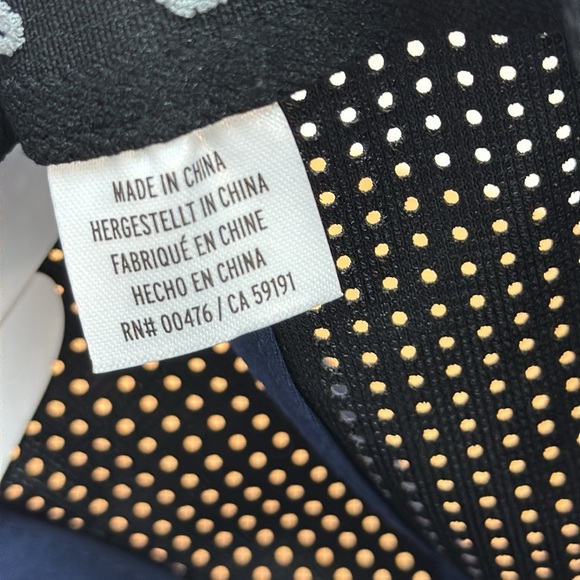 MADE IN CHINA
HERGESTELLT IN CHINA
FABRIQUÉ EN CHINE
HECHO EN CHINA
RN# 00476 / CA 59191